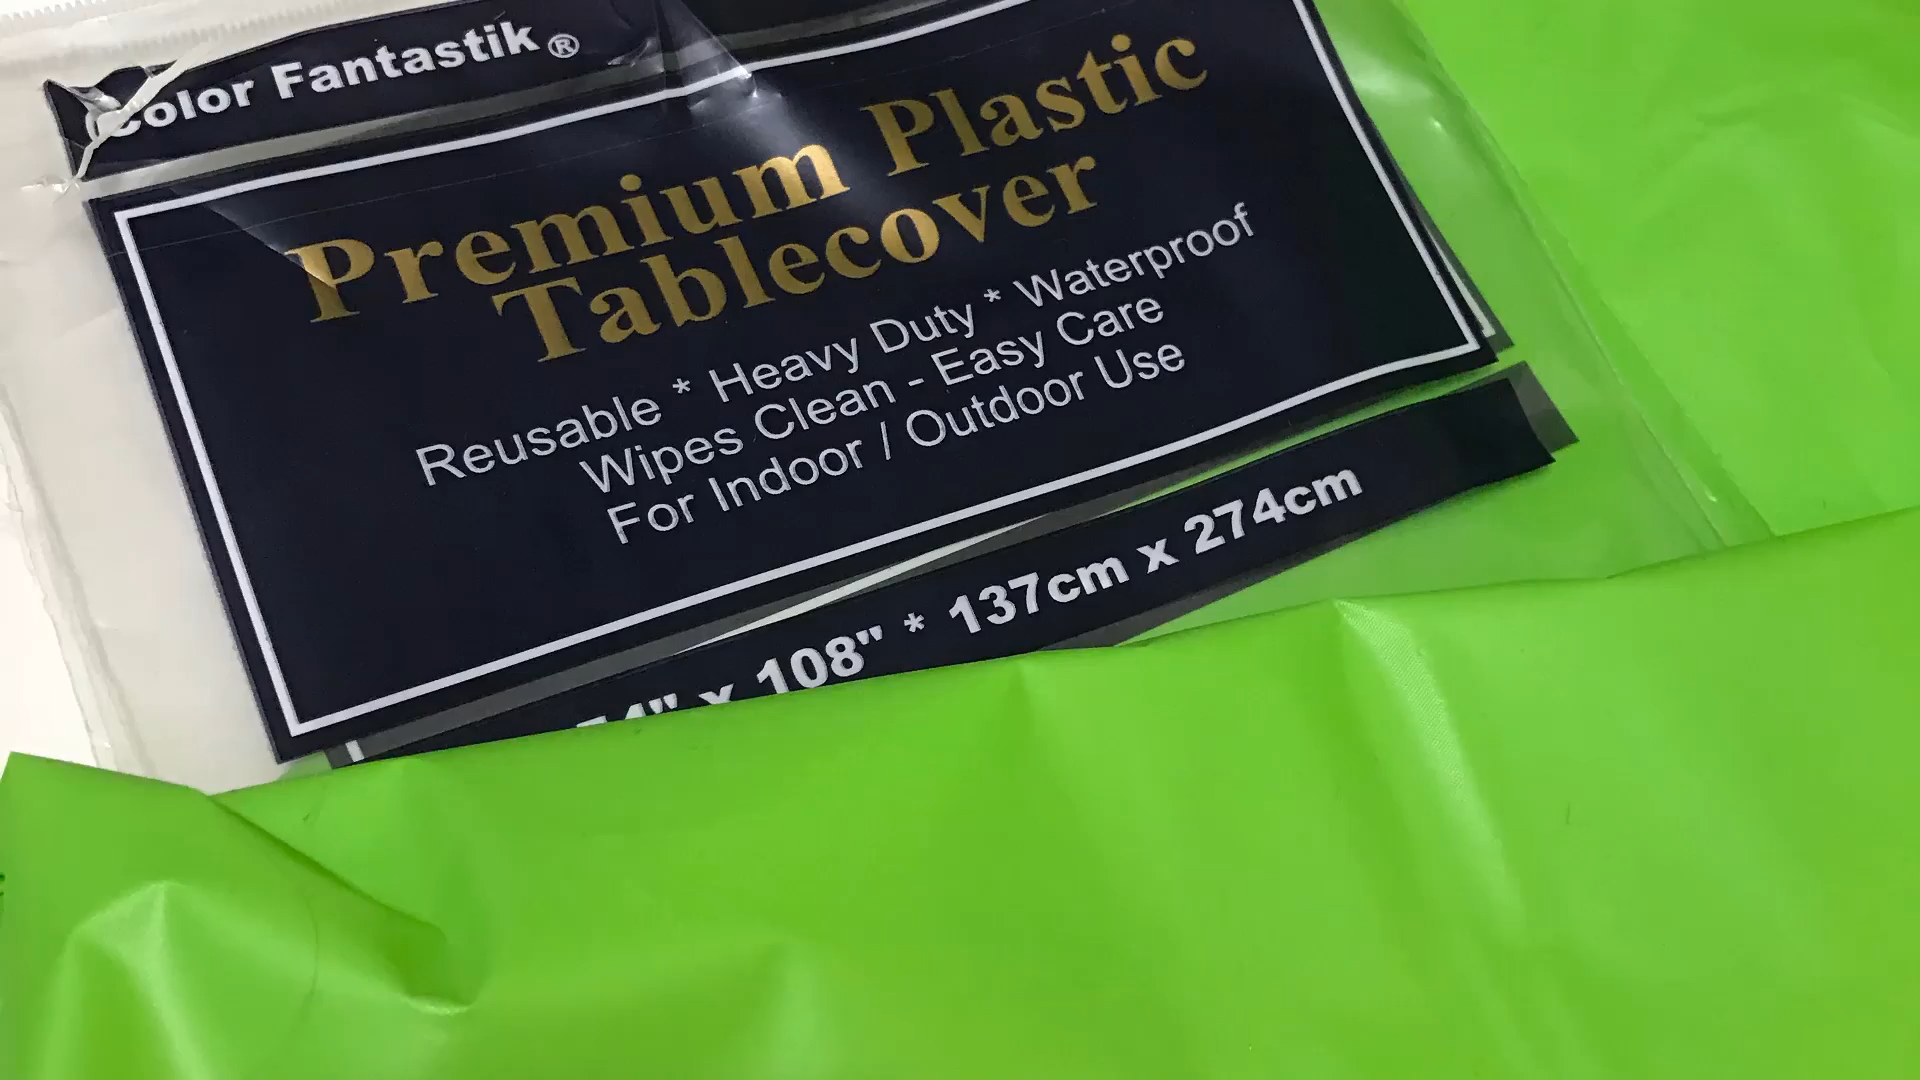 Color Fantastik®
Premium Plastic
Tablecover
Reusable * Heavy Duty * Waterproof
Wipes Clean - Easy Care
For Indoor / Outdoor Use
54" x 108" * 137cm x 274cm